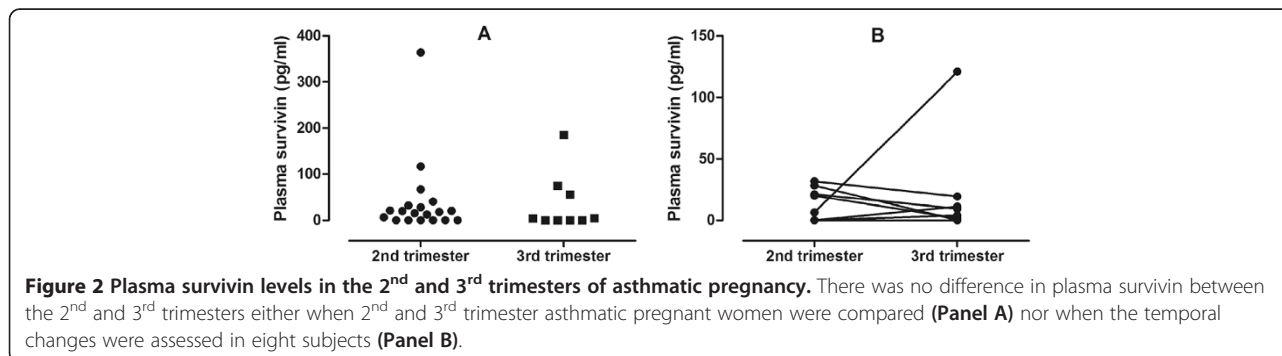 A
B
Plasma survivin (pg/ml)
400
300
200
100
0
2nd trimester
3rd trimester
Plasma survivin (pg/ml)
150
100
50
0
2nd trimester
3rd trimester
Figure 2 Plasma survivin levels in the 2nd and 3rd trimesters of asthmatic pregnancy. There was no difference in plasma survivin between
the 2nd and 3rd trimesters either when 2nd and 3rd trimester asthmatic pregnant women were compared (Panel A) nor when the temporal
changes were assessed in eight subjects (Panel B).